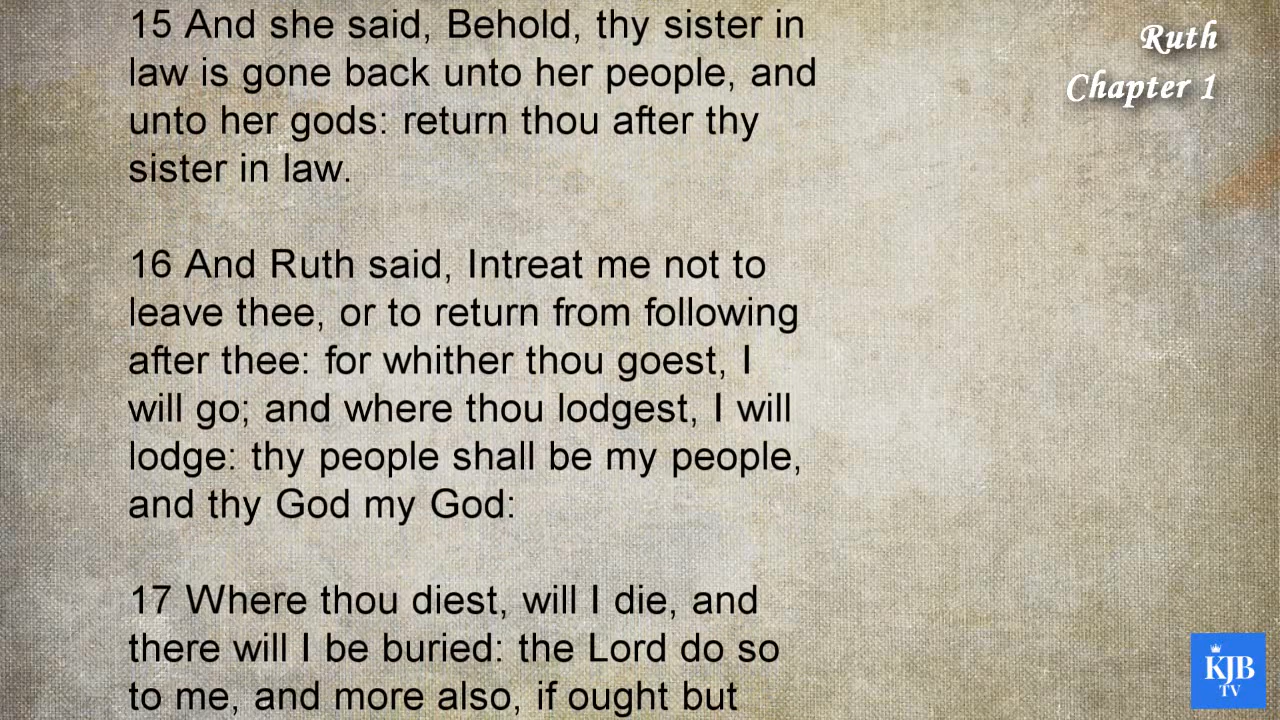 15 And she said, Behold, thy sister in
law is gone back unto her people, and
unto her gods: return thou after thy
sister in law.
16 And Ruth said, Intreat me not to
leave thee, or to return from following
after thee: for whither thou goest, I
will go; and where thou lodgest, I will
lodge: thy people shall be my people,
and thy God my God:
17 Where thou diest, will I die, and
there will I be buried: the Lord do so
to me, and more also, if ought but
Ruth
Chapter 1
KJB
TV